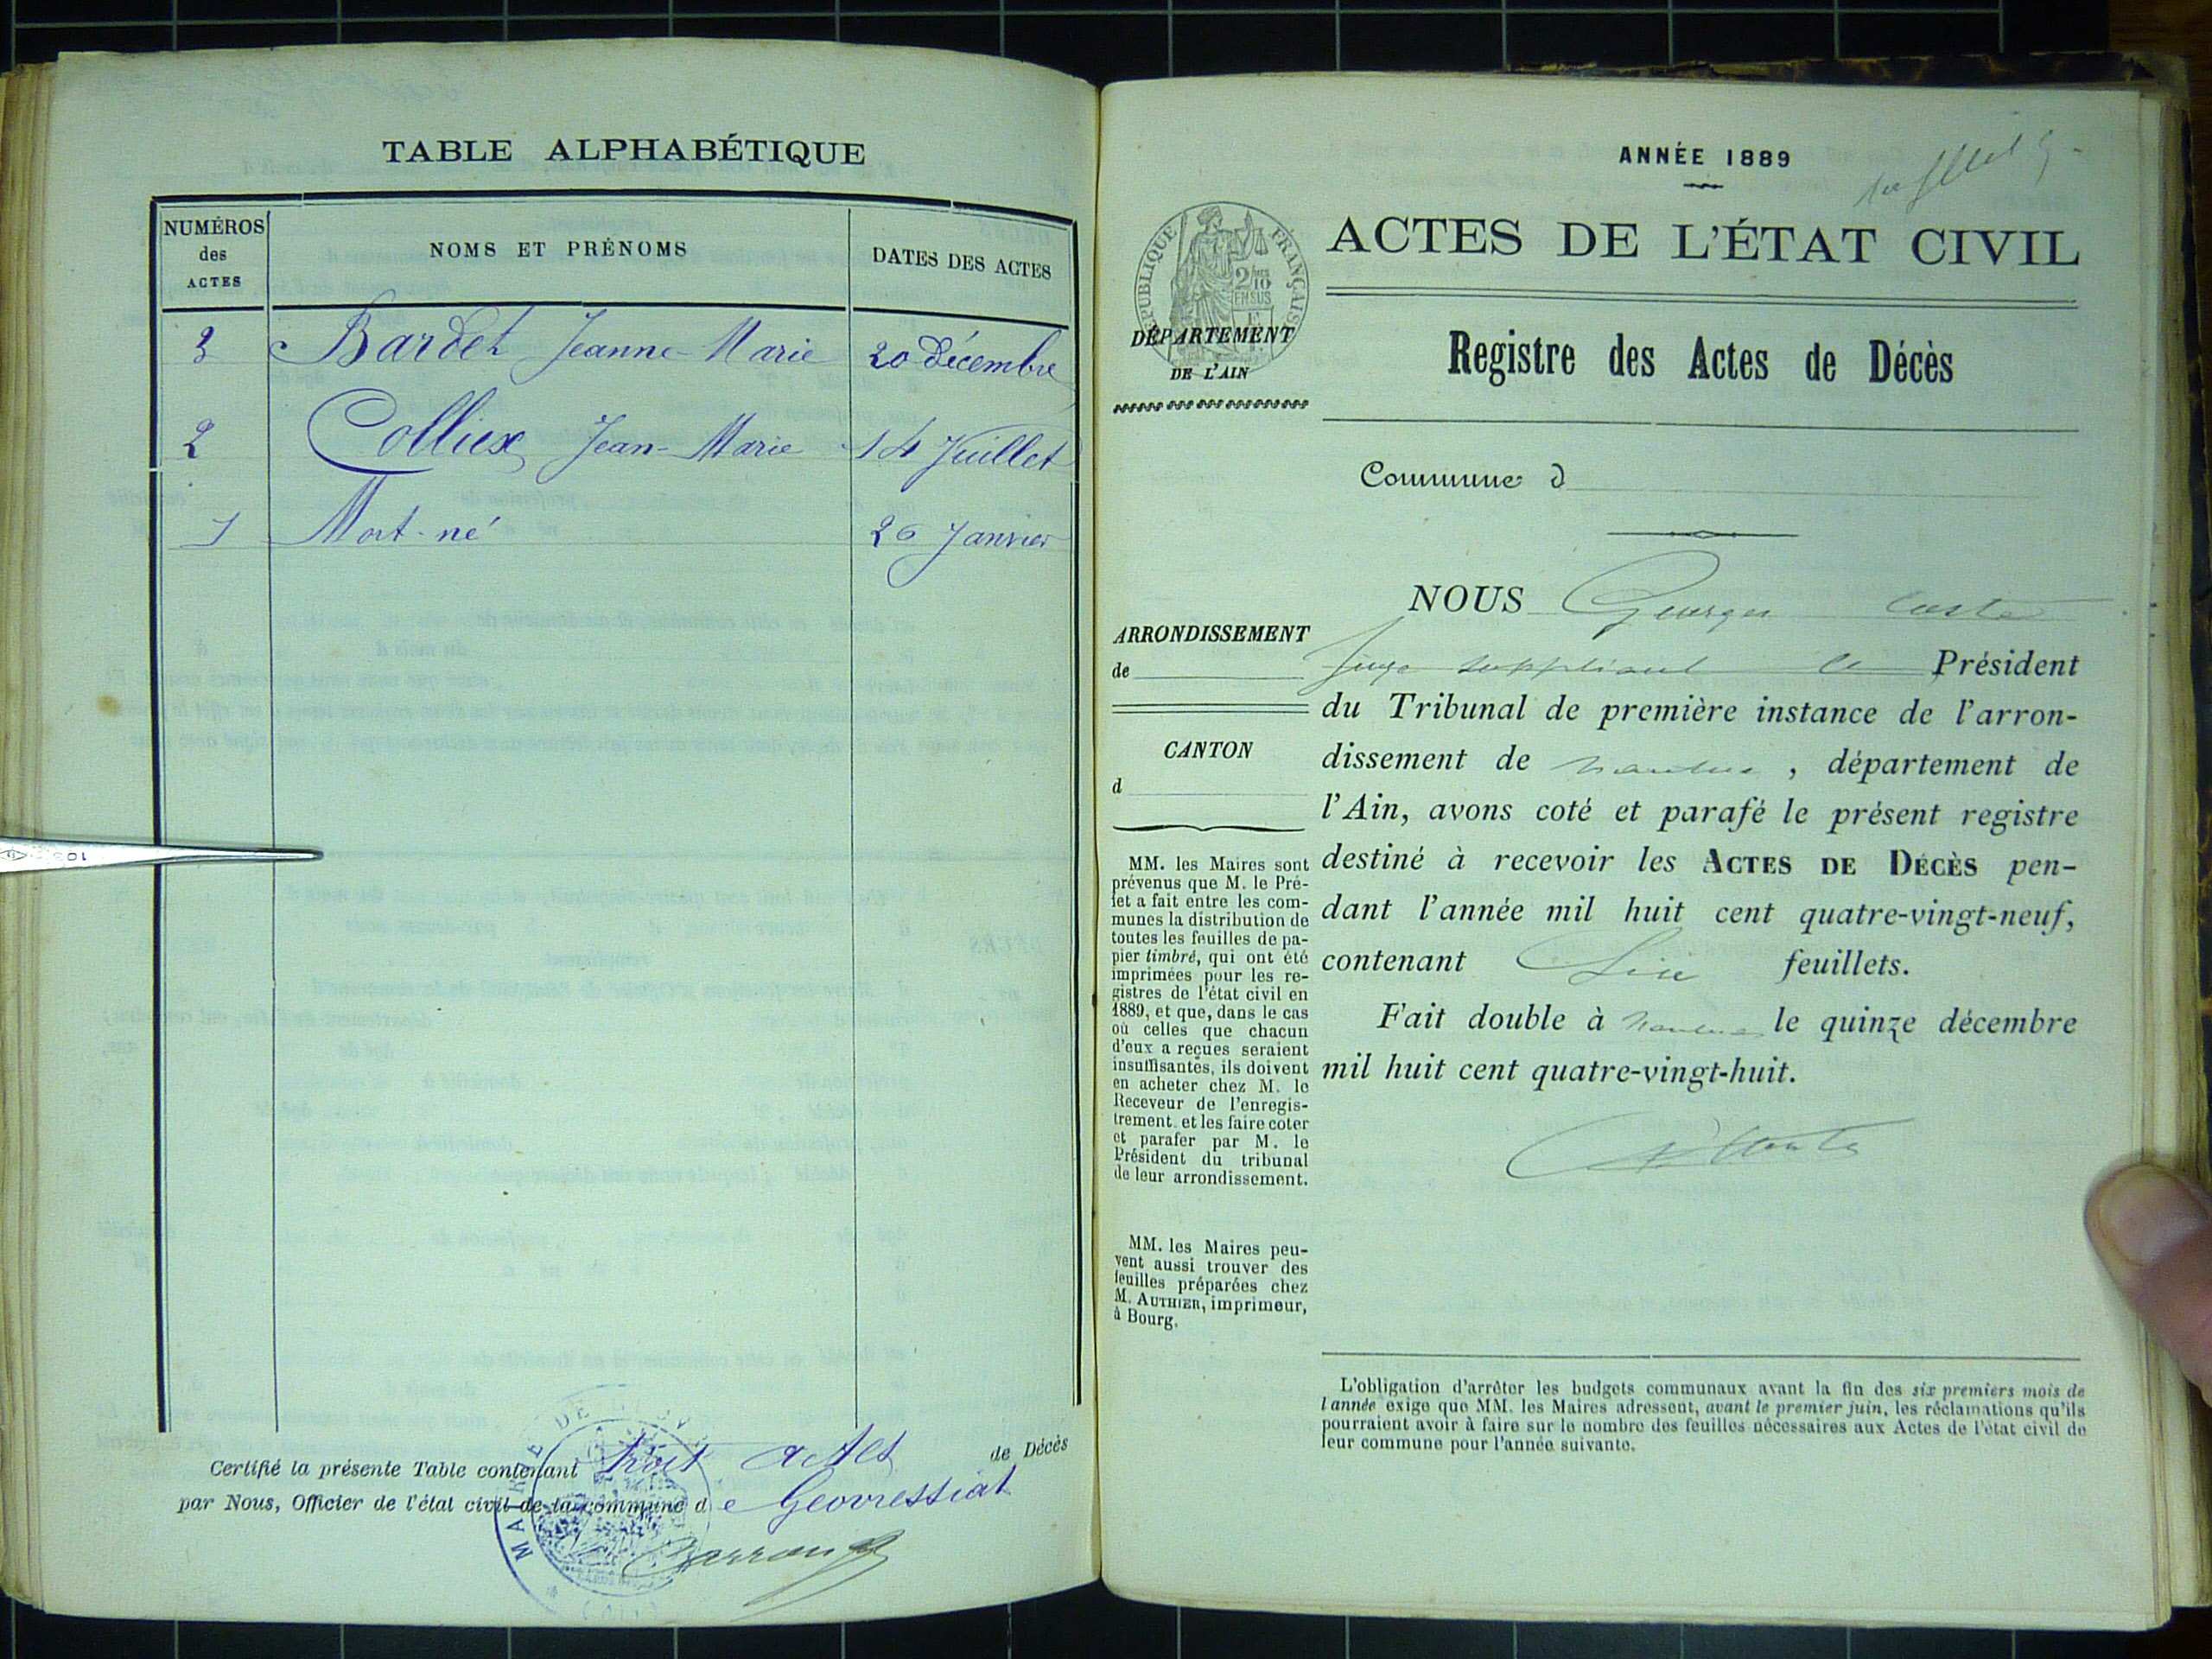 TABLE ALPHABÉTIQUE
NUMÉROS des ACTES
NOMS ET PRÉNOMS
DATES DES ACTES
3 Bardet Jeanne-Marie 20 Décembre
2 Colliex Jean-Marie 14 Juillet
1 Mort-né 26 Janvier
Certifié la présente Table contenant trois actes de Décès
par Nous, Officier de l'état civil de la commune de Géovressiat
MAIRIE DE
ANNÉE 1889
RÉPUBLIQUE FRANÇAISE
2/10 EN SUS
DÉPARTEMENT
DE L'AIN
ACTES DE L'ÉTAT CIVIL
Registre des Actes de Décès
Commune d
ARRONDISSEMENT
de
CANTON
d
MM. les Maires sont
prévenus que M. le Pré-
fet a fait entre les com-
munes la distribution de
toutes les feuilles de pa-
pier timbré, qui ont été
imprimées pour les re-
gistres de l'état civil en
1889, et que, dans le cas
où celles que chacun
d'eux a reçues seraient
insuffisantes, ils doivent
en acheter chez M. le
Receveur de l'enregis-
trement. et les faire coter
et parafer par M. le
Président du tribunal
de leur arrondissement.
MM. les Maires peu-
vent aussi trouver des
feuilles préparées chez
M. AUTHIER, imprimeur,
à Bourg.
NOUS Georges
Juge suppléant le Président
du Tribunal de première instance de l'arron-
dissement de Nantua, département de
l'Ain, avons coté et parafé le présent registre
destiné à recevoir les ACTES DE DÉCÈS pen-
dant l'année mil huit cent quatre-vingt-neuf,
contenant Six feuillets.
Fait double à Nantua le quinze décembre
mil huit cent quatre-vingt-huit.
L'obligation d'arrêter les budgets communaux avant la fin des six premiers mois de
l'année exige que MM. les Maires adressent, avant le premier juin, les réclamations qu'ils
pourraient avoir à faire sur le nombre des feuilles nécessaires aux Actes de l'état civil de
leur commune pour l'année suivante.